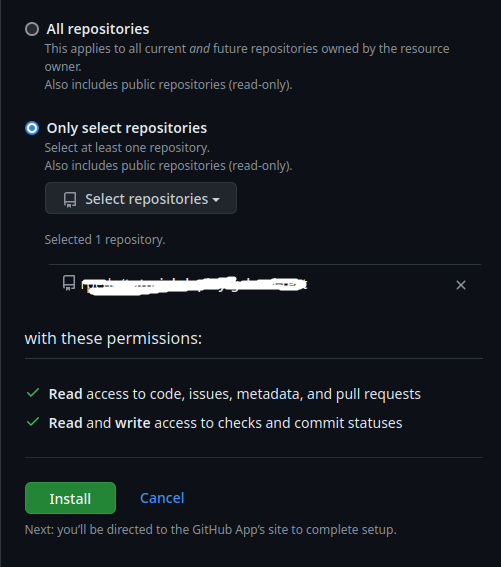 All repositories
This applies to all current and future repositories owned by the resource
owner.
Also includes public repositories (read-only).
Only select repositories
Select at least one repository.
Also includes public repositories (read-only).
Select repositories
Selected 1 repository.
with these permissions:
Read access to code, issues, metadata, and pull requests
Read and write access to checks and commit statuses
Install Cancel
Next: you'll be directed to the GitHub App's site to complete setup.